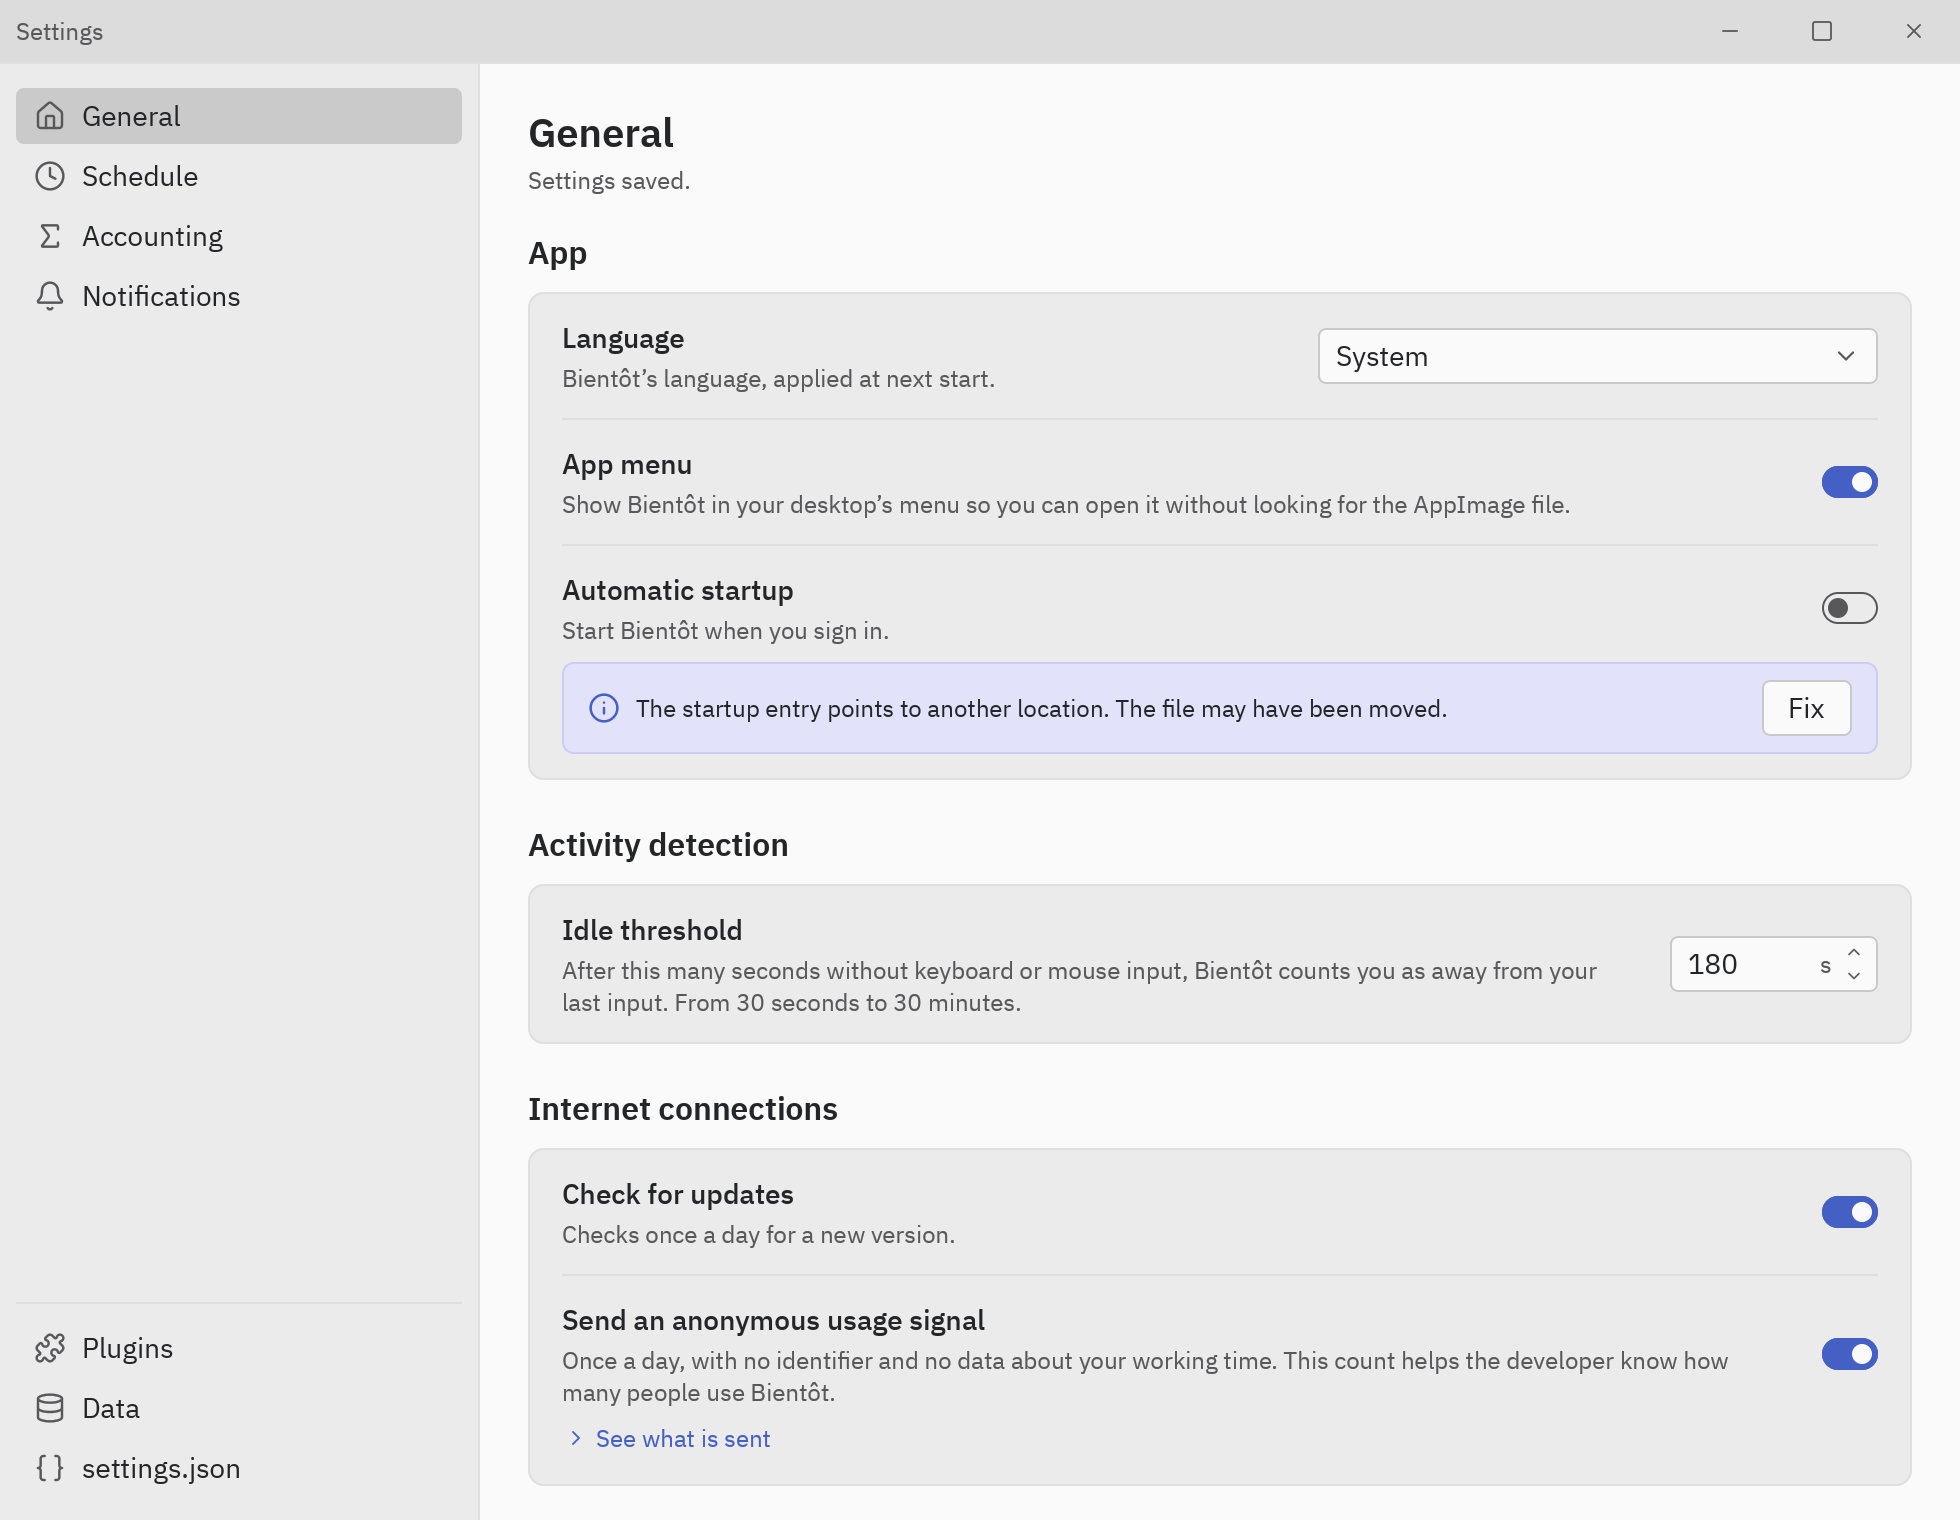 Settings
General
Schedule
Accounting
Notifications
Plugins
Data
settings.json
General
Settings saved.
App
Language
Bientôt’s language, applied at next start.
System
App menu
Show Bientôt in your desktop’s menu so you can open it without looking for the AppImage file.
Automatic startup
Start Bientôt when you sign in.
The startup entry points to another location. The file may have been moved.
Fix
Activity detection
Idle threshold
After this many seconds without keyboard or mouse input, Bientôt counts you as away from your
last input. From 30 seconds to 30 minutes.
180 s
Internet connections
Check for updates
Checks once a day for a new version.
Send an anonymous usage signal
Once a day, with no identifier and no data about your working time. This count helps the developer know how
many people use Bientôt.
See what is sent